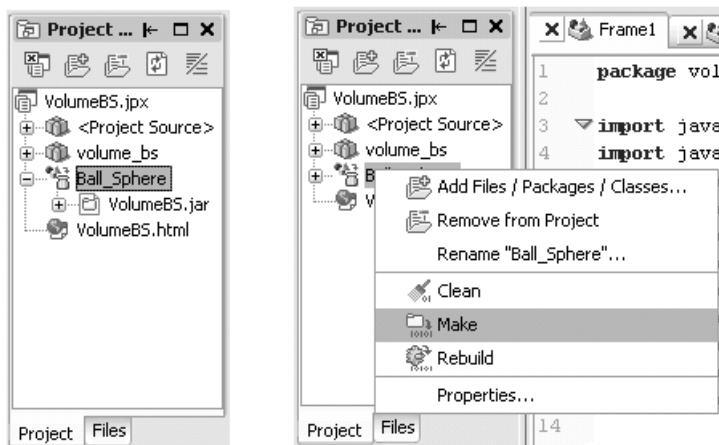 Project ...
VolumeBS.jpx
<Project Source>
volume_bs
Ball_Sphere
VolumeBS.jar
VolumeBS.html
Project Files
Project ...
VolumeBS.jpx
<Project Source>
volume_bs
B
V
Add Files / Packages / Classes...
Remove from Project
Rename "Ball_Sphere"...
Clean
Make
Rebuild
Properties...
Project Files
Frame1
1 package vol
2
3 import java
4 import java
14